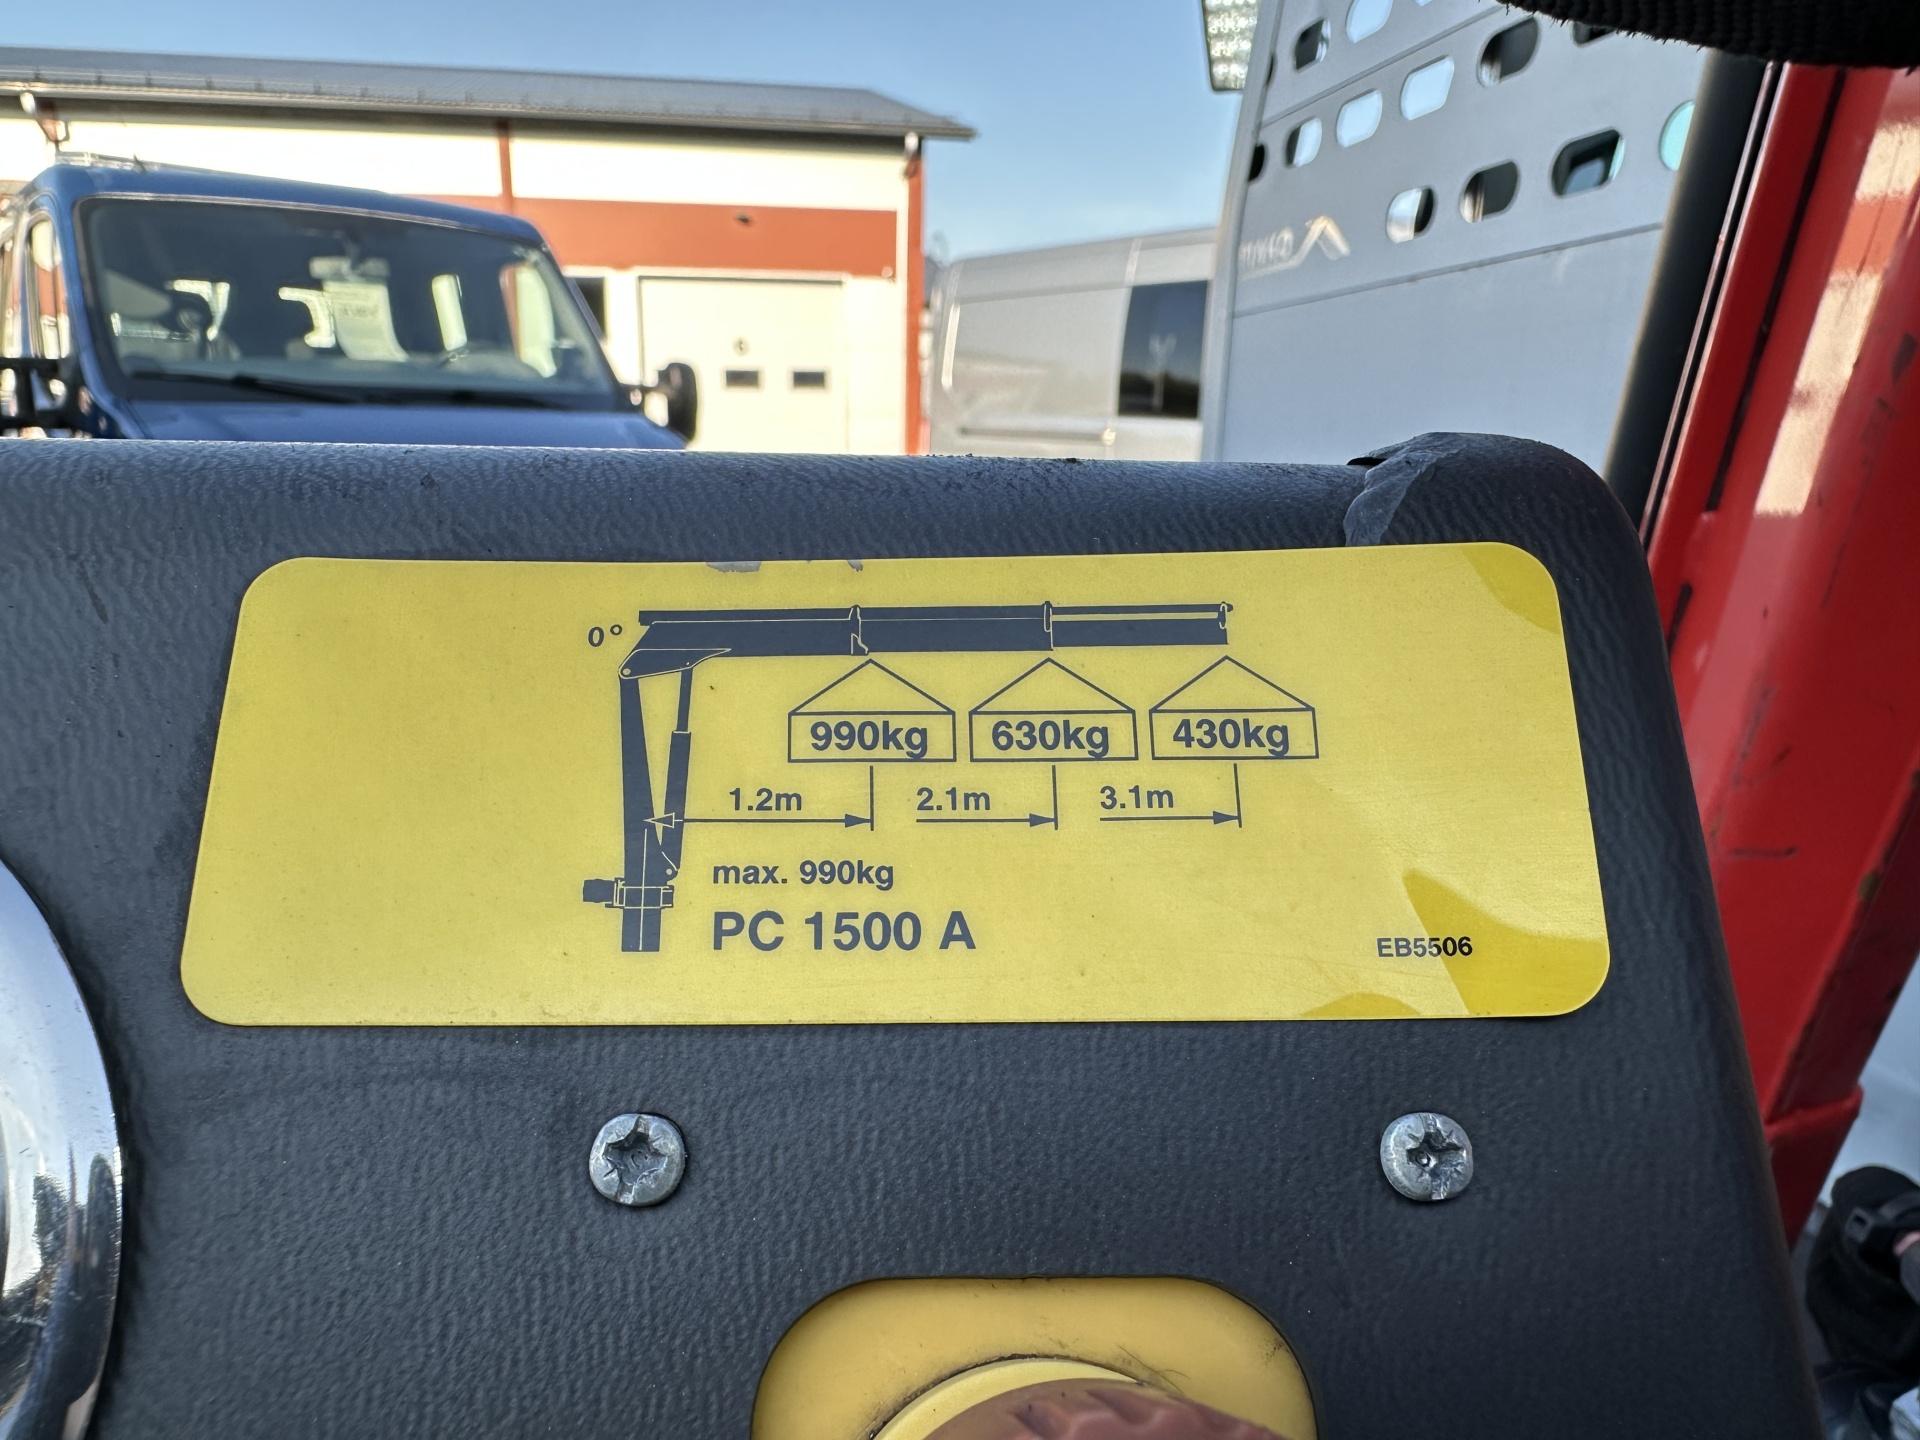 0°
990kg 630kg 430kg
1.2m 2.1m 3.1m
max. 990kg
PC 1500 A
EB5506